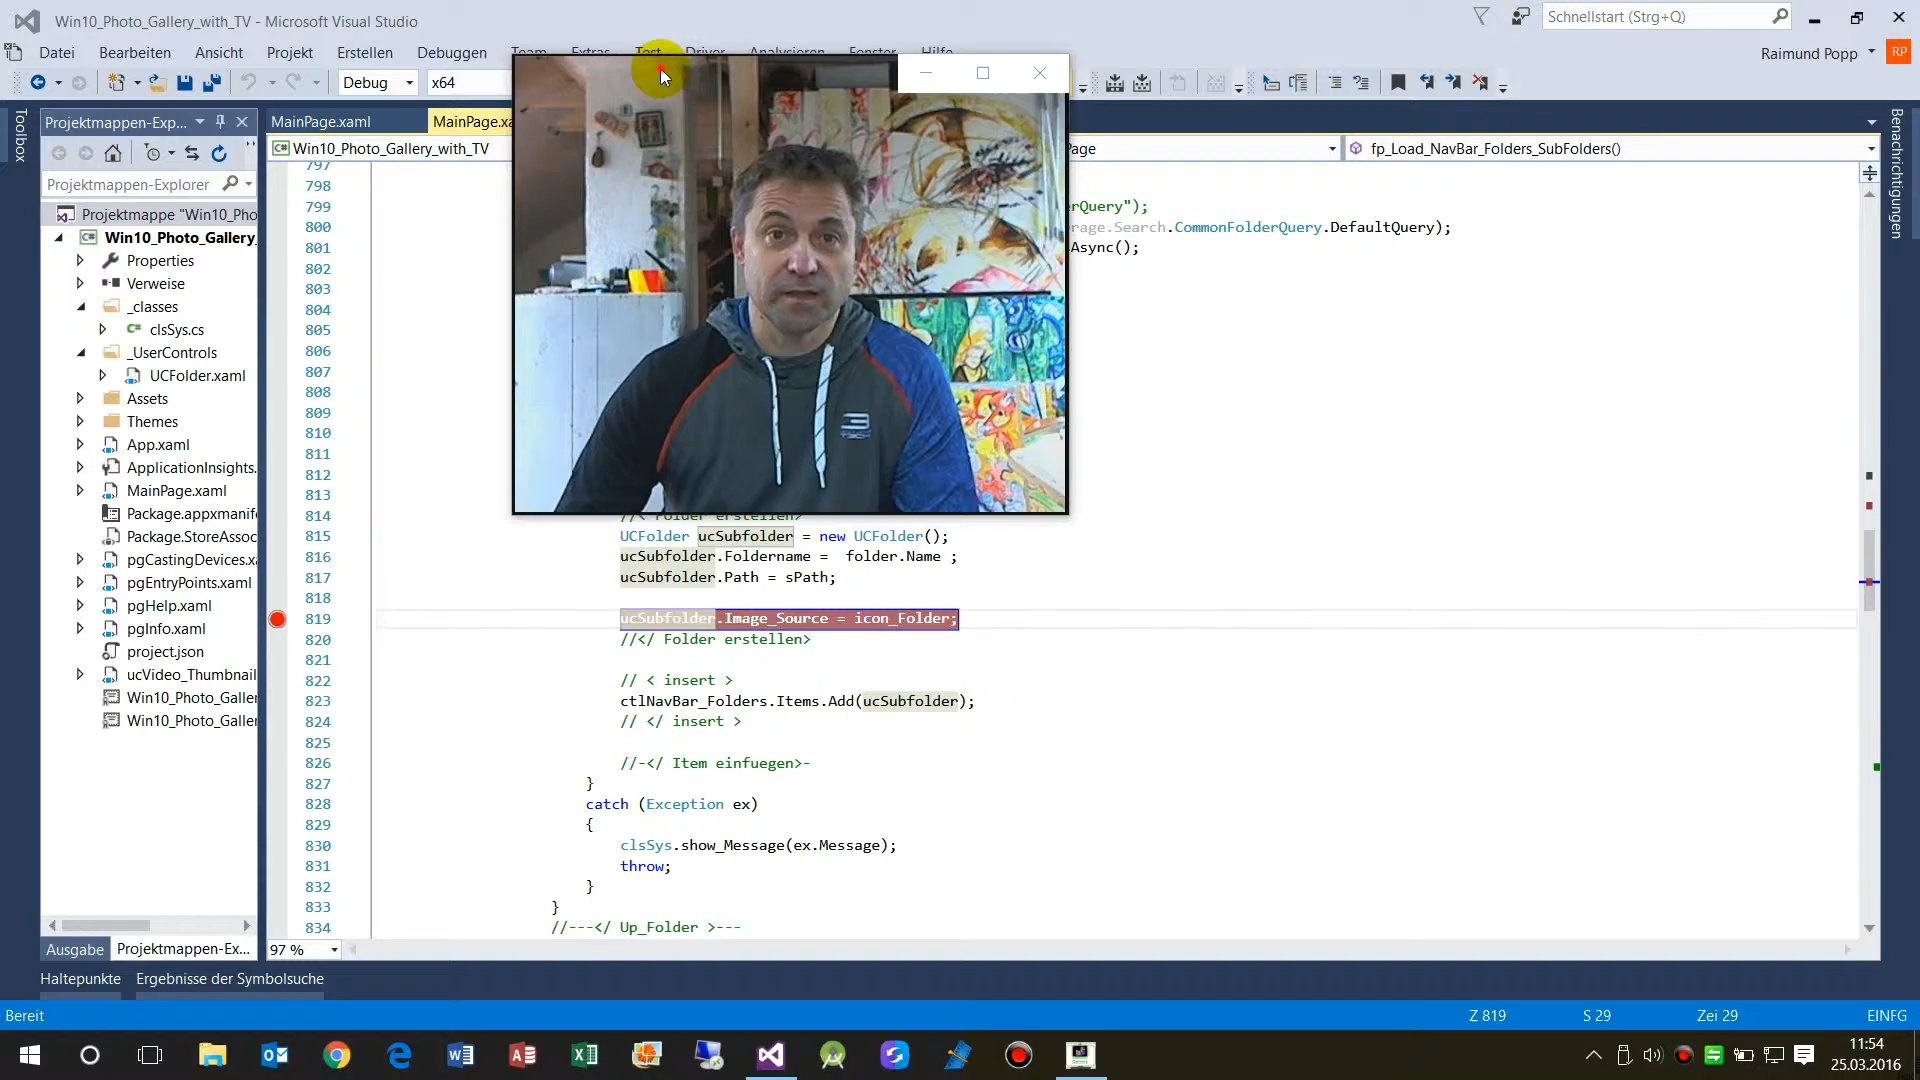 Win10_Photo_Gallery_with_TV - Microsoft Visual Studio
Schnellstart (Strg+Q)
Datei Bearbeiten Ansicht Projekt Erstellen Debuggen Team Extras Test Driver Analysieren Fenster Hilfe
Raimund Popp RP
Debug x64
Toolbox
Projektmappen-Exp...
MainPage.xaml
MainPage.xa
Win10_Photo_Gallery_with_TV
Page
fp_Load_NavBar_Folders_SubFolders()
Benachrichtigungen
Projektmappen-Explorer
Projektmappe "Win10_Pho
Win10_Photo_Gallery_
Properties
Verweise
_classes
clsSys.cs
_UserControls
UCFolder.xaml
Assets
Themes
App.xaml
ApplicationInsights.
MainPage.xaml
Package.appxmanife
Package.StoreAssoc
pgCastingDevices.xa
pgEntryPoints.xaml
pgHelp.xaml
pgInfo.xaml
project.json
ucVideo_Thumbnail
Win10_Photo_Galler
Win10_Photo_Galler
797
798
799 erQuery");
800 rage.Search.CommonFolderQuery.DefaultQuery);
801 Async();
802
803
804
805
806
807
808
809
810
811
812
813
814 //< Folder erstellen>
815 UCFolder ucSubfolder = new UCFolder();
816 ucSubfolder.Foldername =  folder.Name ;
817 ucSubfolder.Path = sPath;
818
819 ucSubfolder.Image_Source = icon_Folder;
820 //</ Folder erstellen>
821
822 // < insert >
823 ctlNavBar_Folders.Items.Add(ucSubfolder);
824 // </ insert >
825
826 //-</ Item einfuegen>-
827 }
828 catch (Exception ex)
829 {
830 clsSys.show_Message(ex.Message);
831 throw;
832 }
833 }
834 //---</ Up_Folder >---
Ausgabe Projektmappen-Ex...
97 %
Haltepunkte Ergebnisse der Symbolsuche
Bereit Z 819 S 29 Zei 29 EINFG
11:54
25.03.2016